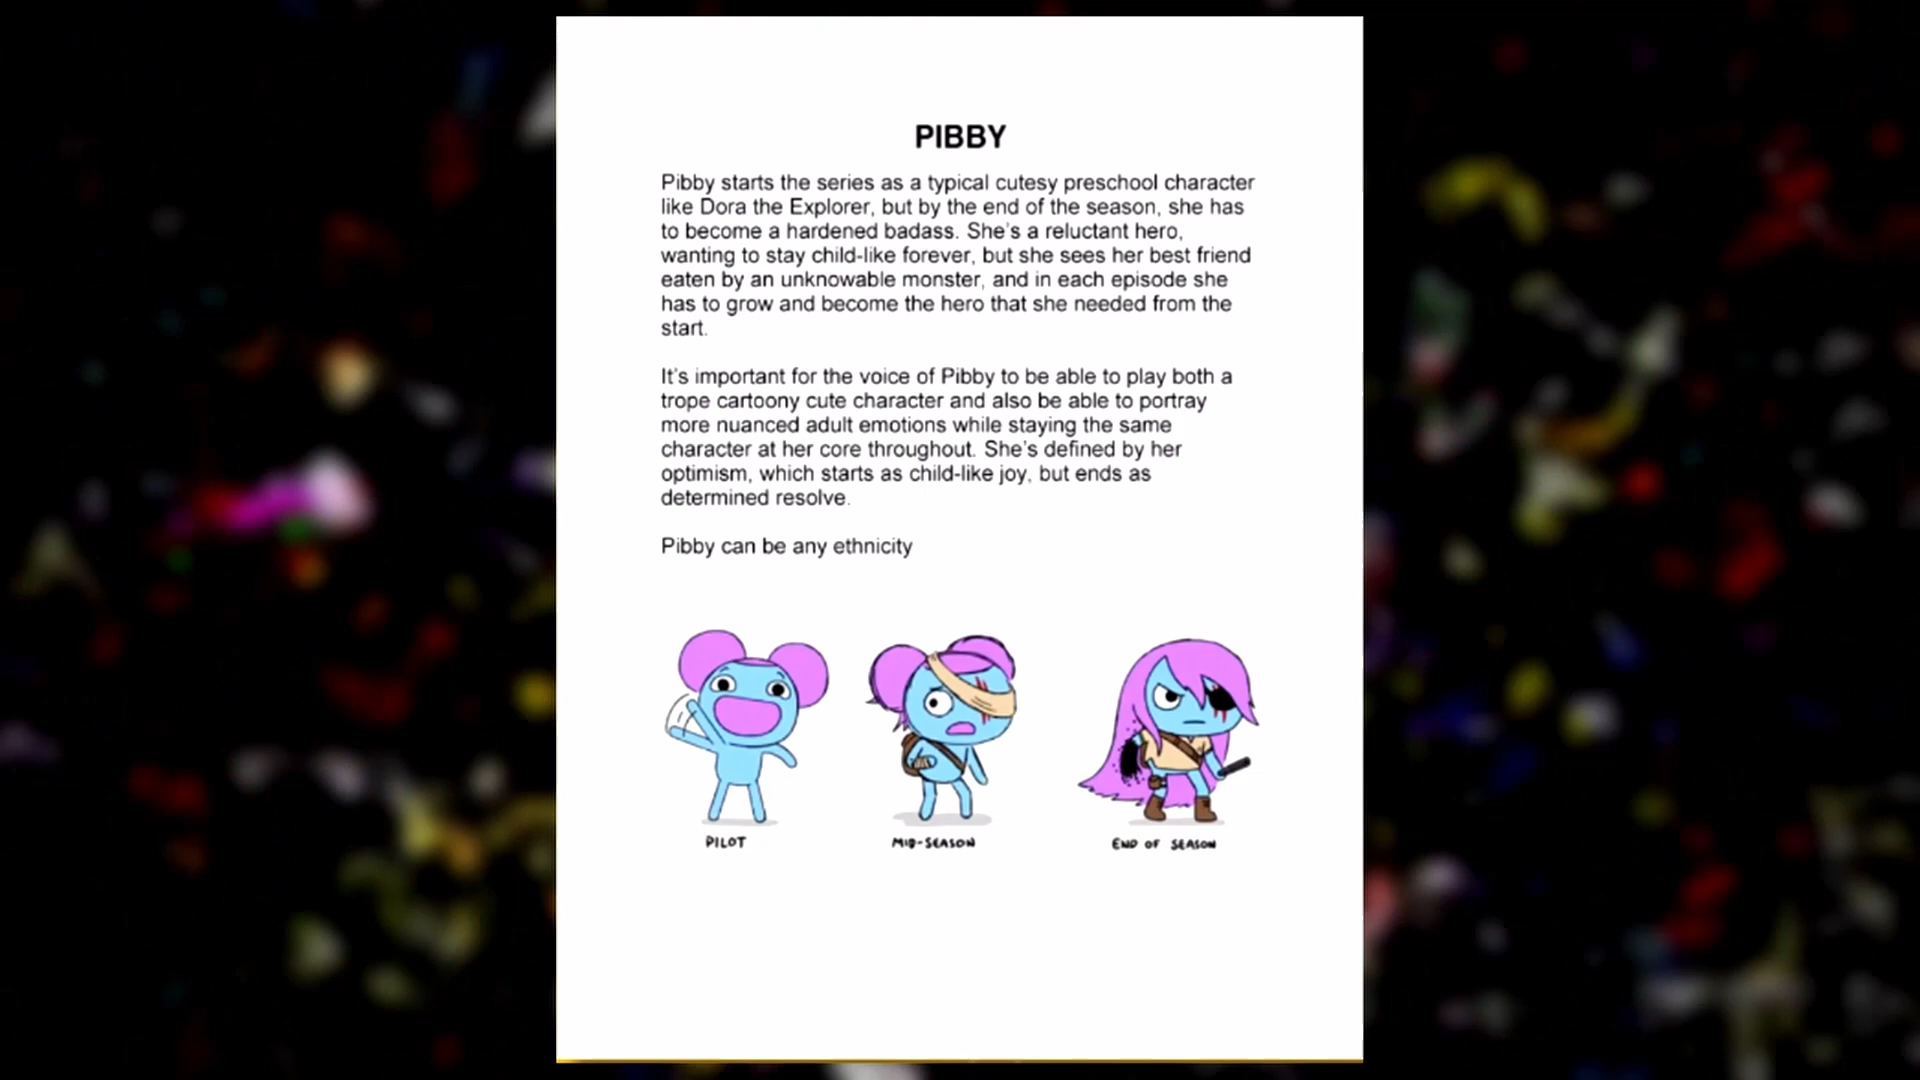 PIBBY
Pibby starts the series as a typical cutesy preschool character
like Dora the Explorer, but by the end of the season, she has
to become a hardened badass. She's a reluctant hero,
wanting to stay child-like forever, but she sees her best friend
eaten by an unknowable monster, and in each episode she
has to grow and become the hero that she needed from the
start.
It's important for the voice of Pibby to be able to play both a
trope cartoony cute character and also be able to portray
more nuanced adult emotions while staying the same
character at her core throughout. She's defined by her
optimism, which starts as child-like joy, but ends as
determined resolve.
Pibby can be any ethnicity
PILOT
MID-SEASON
END OF SEASON